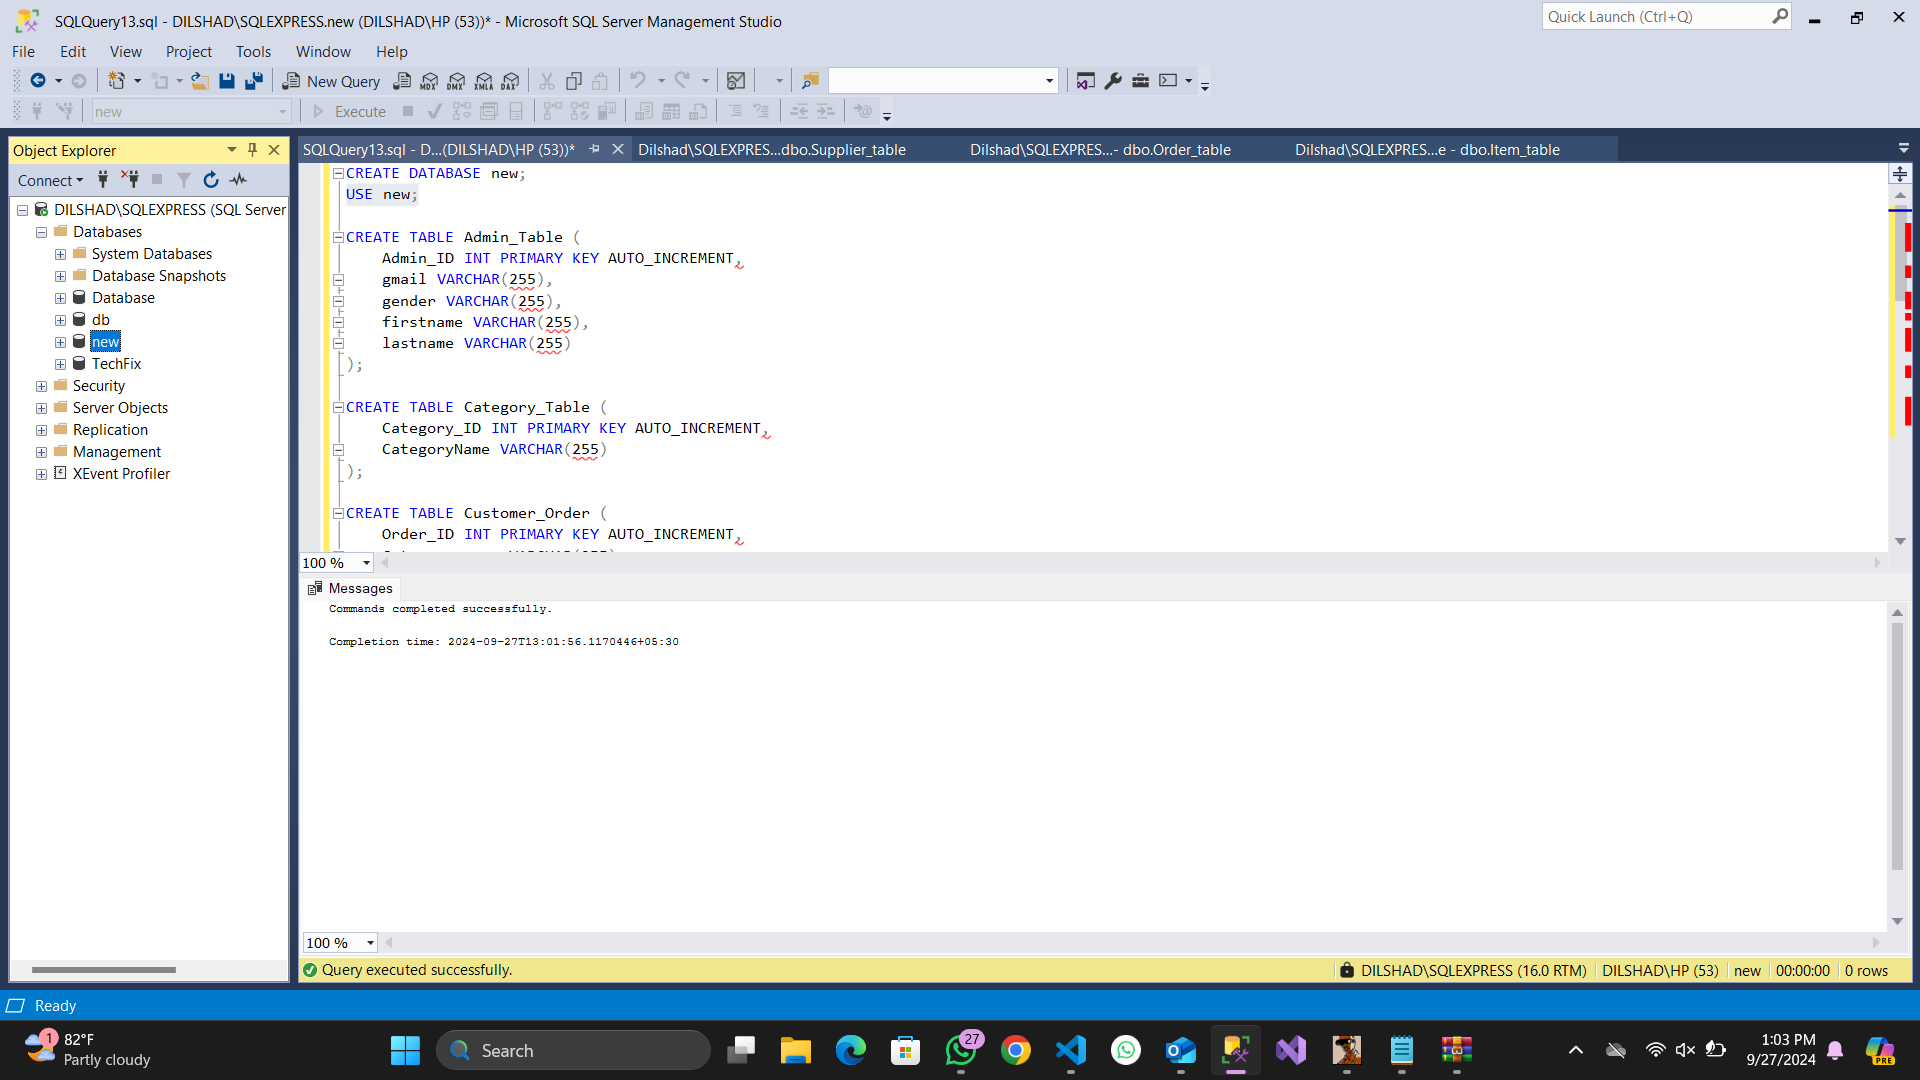 SQLQuery13.sql - DILSHAD\SQLEXPRESS.new (DILSHAD\HP (53))* - Microsoft SQL Server Management Studio
Quick Launch (Ctrl+Q)
File Edit View Project Tools Window Help
New Query MDX DMX XMLA DAX
new Execute
Object Explorer
Connect
DILSHAD\SQLEXPRESS (SQL Server
Databases
System Databases
Database Snapshots
Database
db
new
TechFix
Security
Server Objects
Replication
Management
XEvent Profiler
SQLQuery13.sql - D...(DILSHAD\HP (53))* Dilshad\SQLEXPRES...dbo.Supplier_table Dilshad\SQLEXPRES...- dbo.Order_table Dilshad\SQLEXPRES...e - dbo.Item_table
CREATE DATABASE new;
USE new;
CREATE TABLE Admin_Table (
Admin_ID INT PRIMARY KEY AUTO_INCREMENT,
gmail VARCHAR(255),
gender VARCHAR(255),
firstname VARCHAR(255),
lastname VARCHAR(255)
);
CREATE TABLE Category_Table (
Category_ID INT PRIMARY KEY AUTO_INCREMENT,
CategoryName VARCHAR(255)
);
CREATE TABLE Customer_Order (
Order_ID INT PRIMARY KEY AUTO_INCREMENT,
100 %
Messages
Commands completed successfully.
Completion time: 2024-09-27T13:01:56.1170446+05:30
100 %
Query executed successfully. DILSHAD\SQLEXPRESS (16.0 RTM) DILSHAD\HP (53) new 00:00:00 0 rows
Ready
1 82°F
Partly cloudy
Search
27
1:03 PM
9/27/2024
PRE